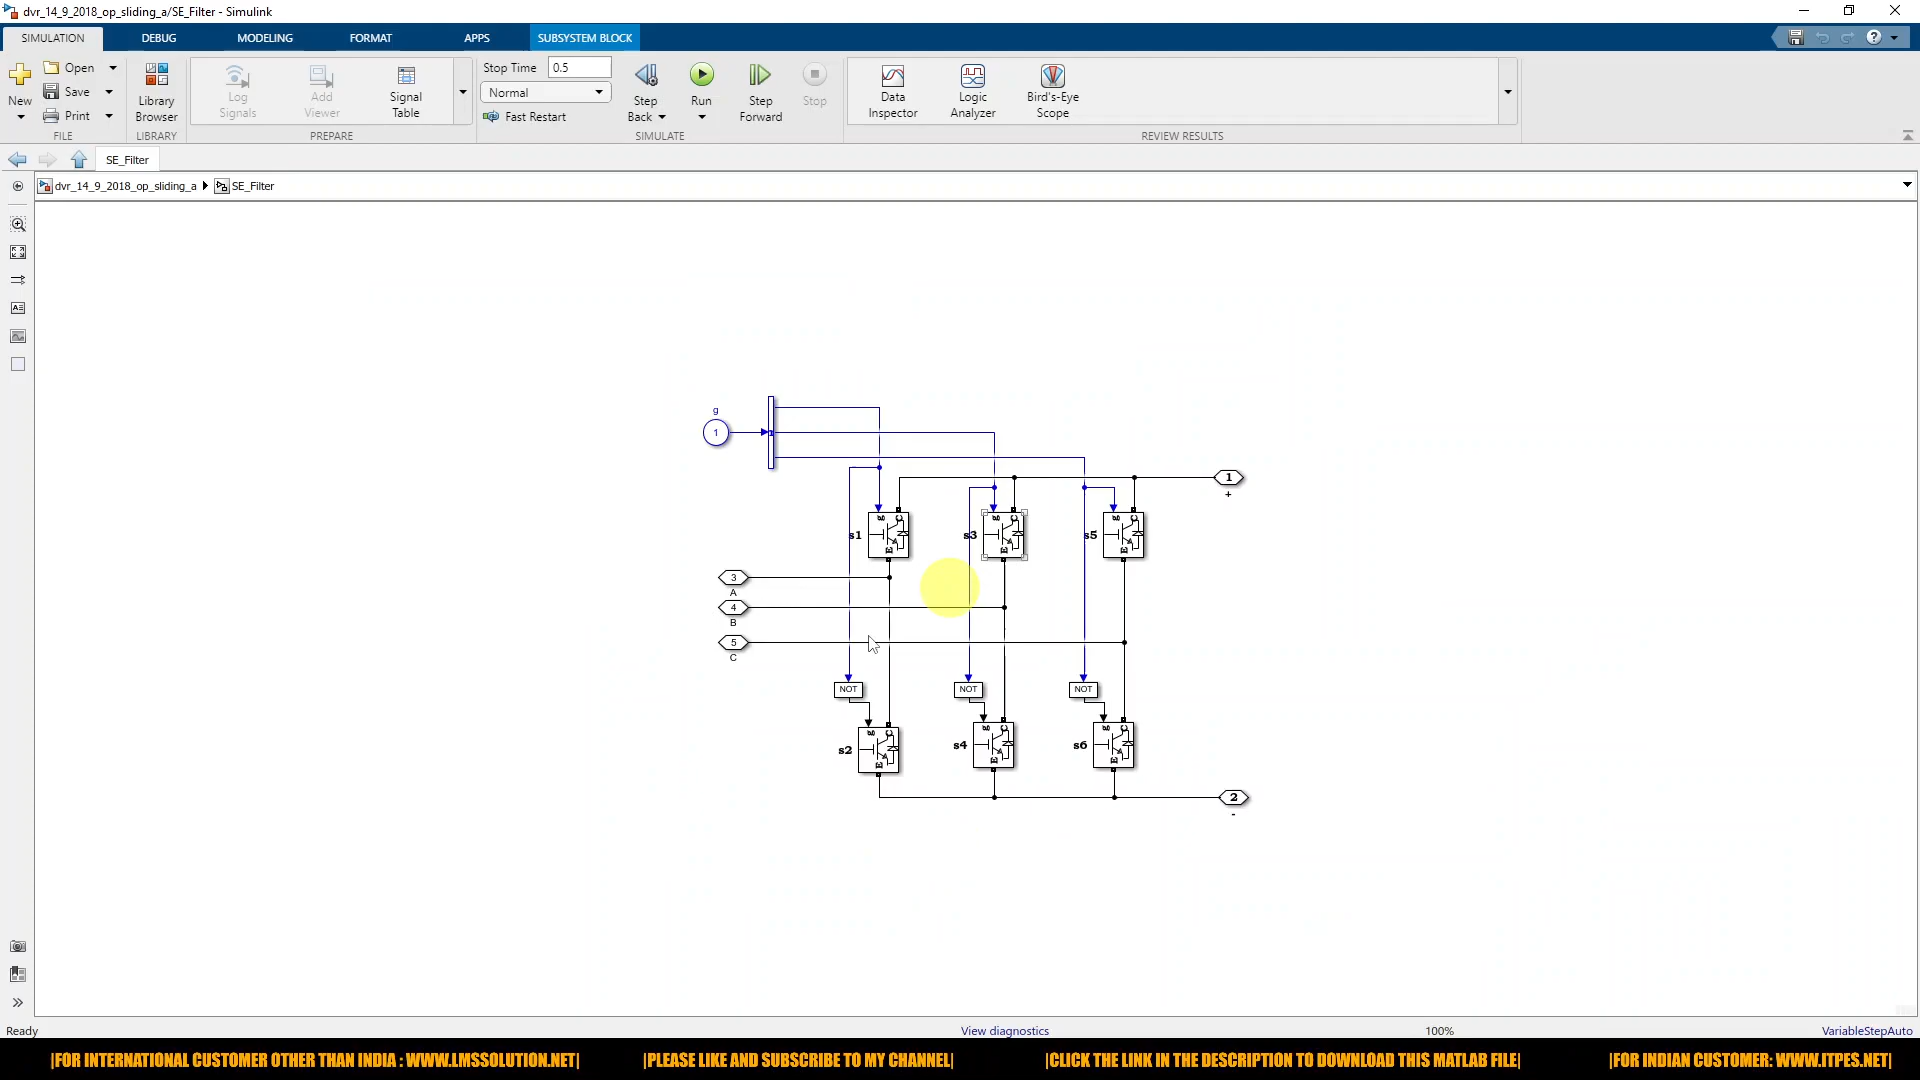 dvr_14_9_2018_op_sliding_a/SE_Filter - Simulink
SIMULATION DEBUG MODELING FORMAT APPS SUBSYSTEM BLOCK
New
Open
Save
Print
FILE
Library Browser
LIBRARY
Log Signals
Add Viewer
Signal Table
PREPARE
Stop Time 0.5
Normal
Fast Restart
Step Back
Run
Step Forward
Stop
SIMULATE
Data Inspector
Logic Analyzer
Bird's-Eye Scope
REVIEW RESULTS
SE_Filter
dvr_14_9_2018_op_sliding_a SE_Filter
g
1
1
+
s1 g C E
s3 g C E
s5 g C E
3
A
4
B
5
C
NOT NOT NOT
s2 g C E
s4 g C E
s6 g C E
2
-
Ready View diagnostics 100% VariableStepAuto
|FOR INTERNATIONAL CUSTOMER OTHER THAN INDIA : WWW.LMSSOLUTION.NET| |PLEASE LIKE AND SUBSCRIBE TO MY CHANNEL| |CLICK THE LINK IN THE DESCRIPTION TO DOWNLOAD THIS MATLAB FILE| |FOR INDIAN CUSTOMER: WWW.ITPES.NET|